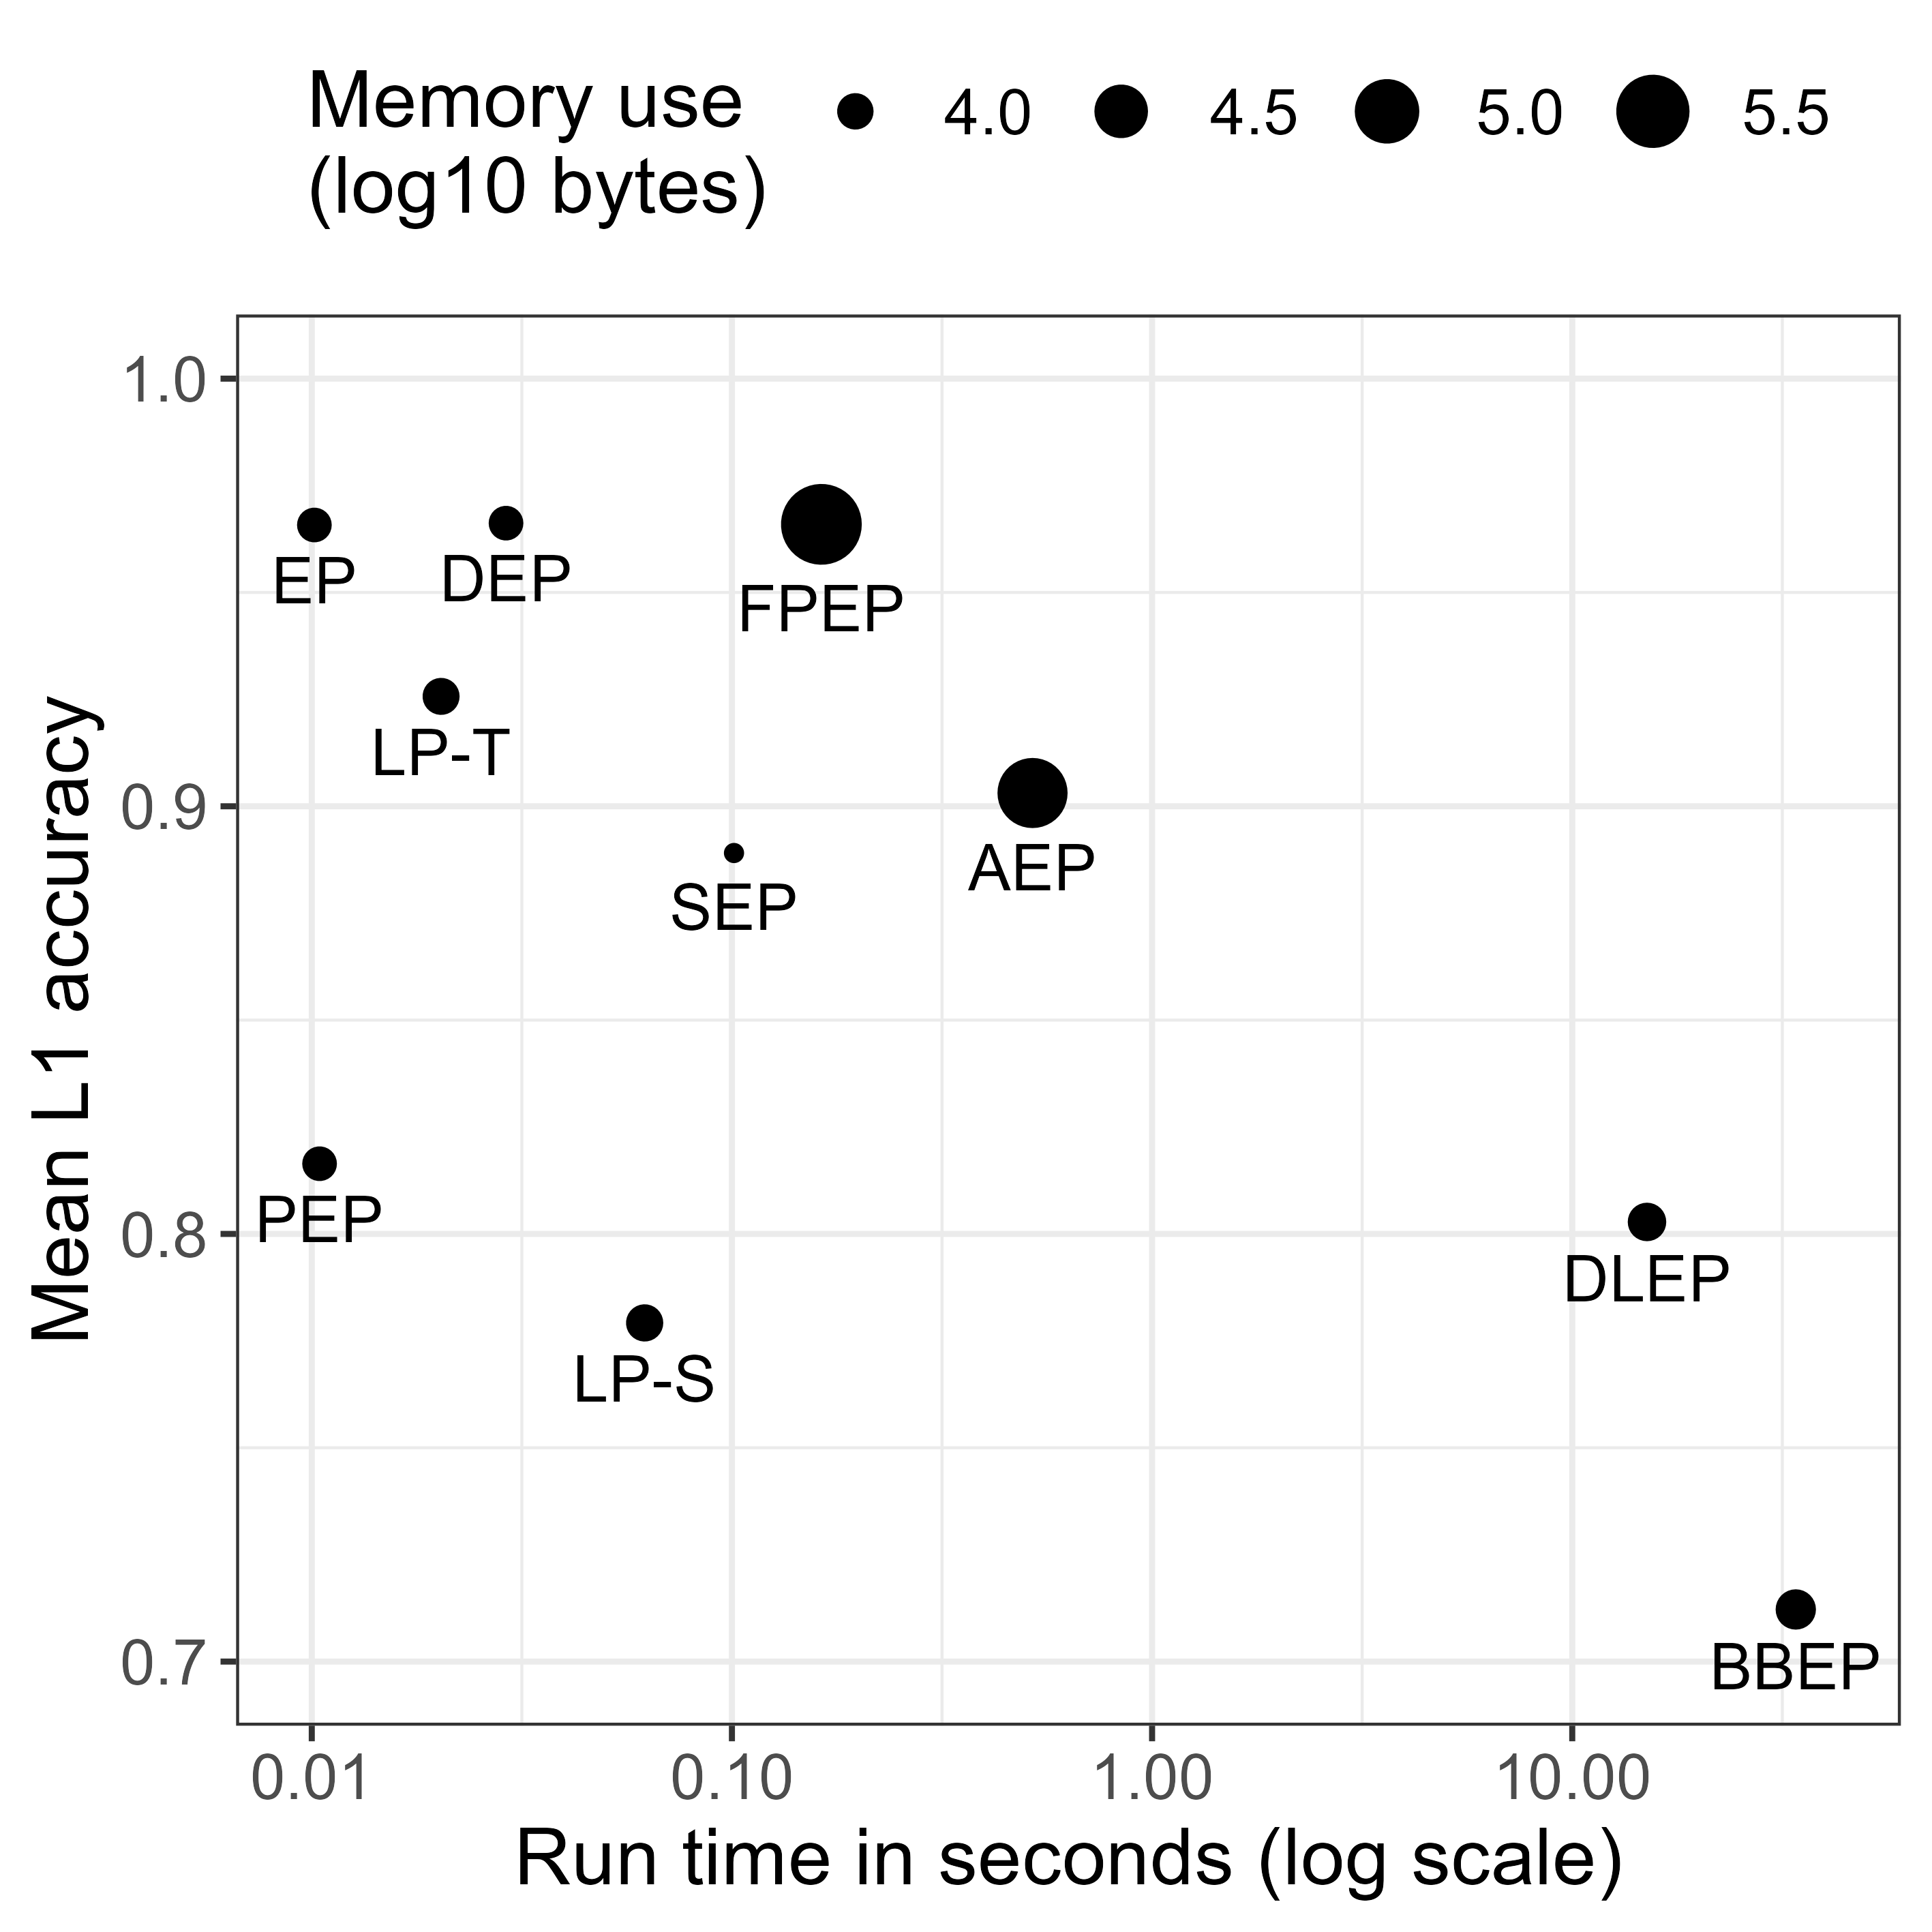 Memory use
(log10 bytes)
4.0 4.5 5.0 5.5
1.0
EP DEP
FPEP
LP-T
0.9
AEP
SEP
PEP
0.8
DLEP
LP-S
0.7
BBEP
Mean L1 accuracy
0.01 0.10 1.00 10.00
Run time in seconds (log scale)